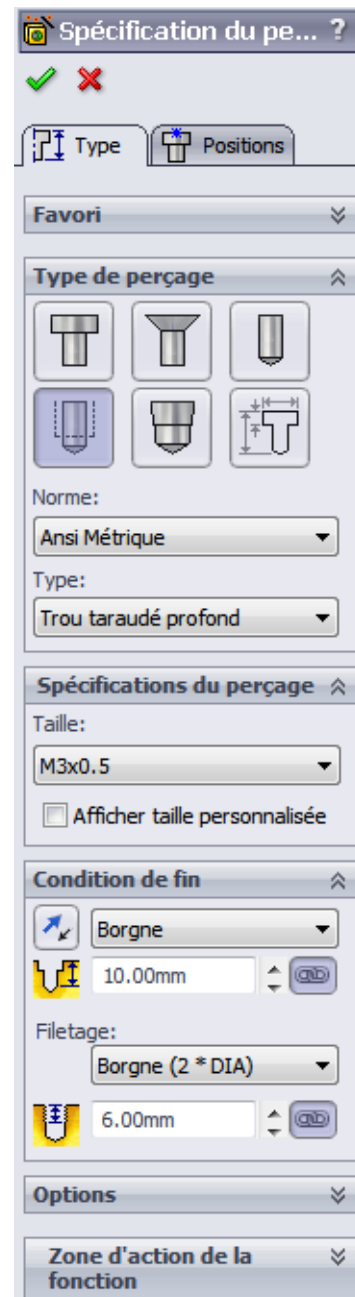 Spécification du pe... ?
Type Positions
Favori
Type de perçage
Norme:
Ansi Métrique
Type:
Trou taraudé profond
Spécifications du perçage
Taille:
M3x0.5
Afficher taille personnalisée
Condition de fin
Borgne
10.00mm
Filetage:
Borgne (2 * DIA)
6.00mm
Options
Zone d'action de la
fonction